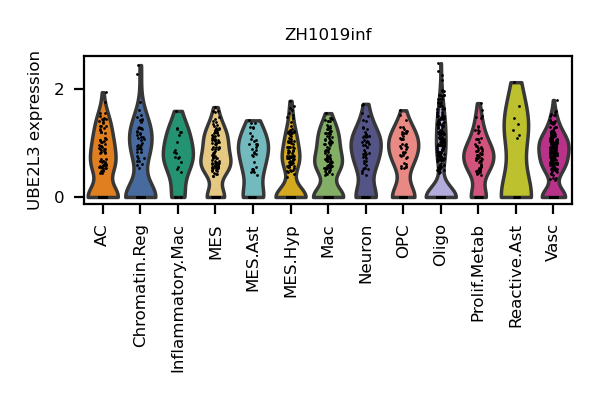 ZH1019inf
UBE2L3 expression
2
0
AC
Chromatin.Reg
Inflammatory.Mac
MES
MES.Ast
MES.Hyp
Mac
Neuron
OPC
Oligo
Prolif.Metab
Reactive.Ast
Vasc